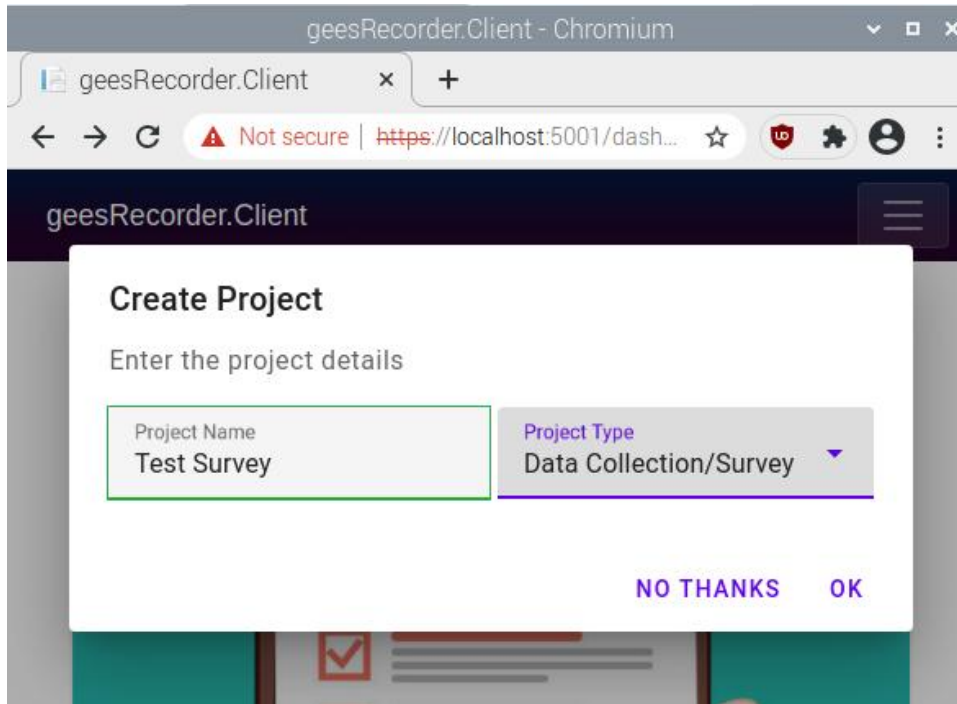 geesRecorder.Client - Chromium
geesRecorder.Client
Not secure | https://localhost:5001/dash...
geesRecorder.Client
Create Project
Enter the project details
Project Name
Test Survey
Project Type
Data Collection/Survey
NO THANKS
OK